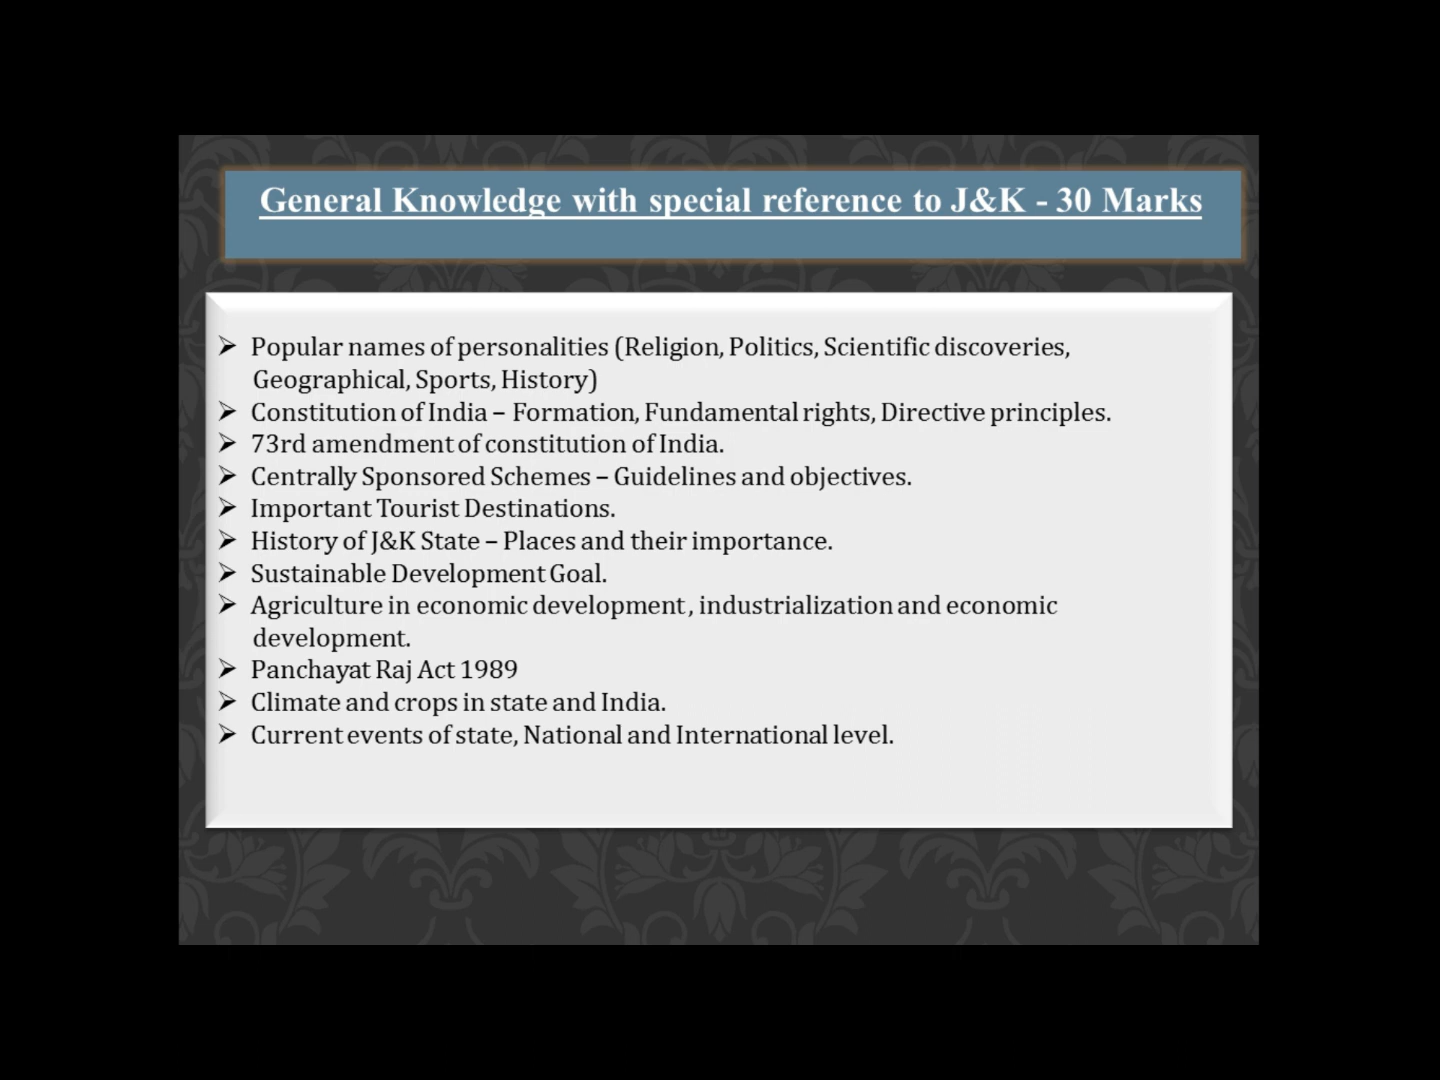 General Knowledge with special reference to J&K - 30 Marks
➢ Popular names of personalities (Religion, Politics, Scientific discoveries,
Geographical, Sports, History)
➢ Constitution of India – Formation, Fundamental rights, Directive principles.
➢ 73rd amendment of constitution of India.
➢ Centrally Sponsored Schemes – Guidelines and objectives.
➢ Important Tourist Destinations.
➢ History of J&K State – Places and their importance.
➢ Sustainable Development Goal.
➢ Agriculture in economic development , industrialization and economic
development.
➢ Panchayat Raj Act 1989
➢ Climate and crops in state and India.
➢ Current events of state, National and International level.